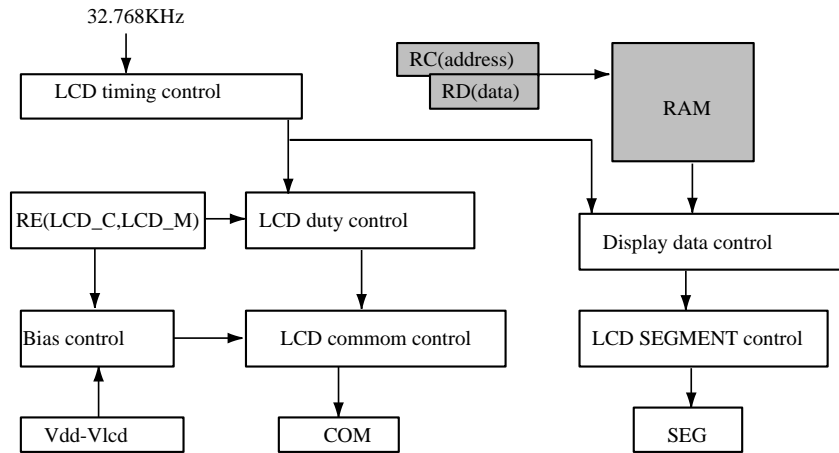 32.768KHz
RC(address)
RD(data)
LCD timing control
RAM
RE(LCD_C,LCD_M)
LCD duty control
Display data control
Bias control
LCD commom control
LCD SEGMENT control
Vdd-Vlcd
COM
SEG